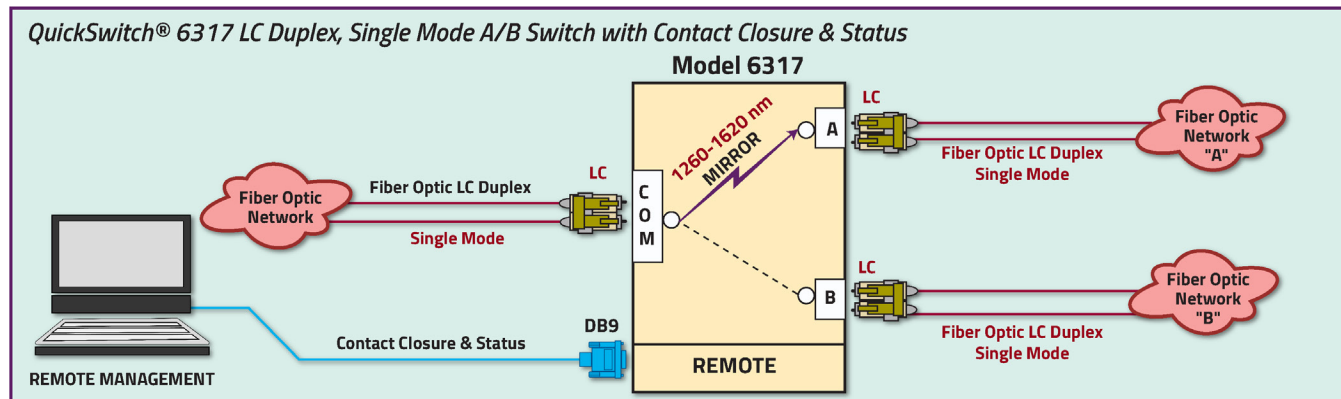 QuickSwitch® 6317 LC Duplex, Single Mode A/B Switch with Contact Closure & Status
Model 6317
LC
1260-1620 nm
MIRROR
A
Fiber Optic
Network
"A"
Fiber Optic LC Duplex
Single Mode
LC
Fiber Optic LC Duplex
Fiber Optic
Network
Single Mode
C
O
M
LC
B
Fiber Optic
Network
"B"
Fiber Optic LC Duplex
Single Mode
DB9
Contact Closure & Status
REMOTE
REMOTE MANAGEMENT